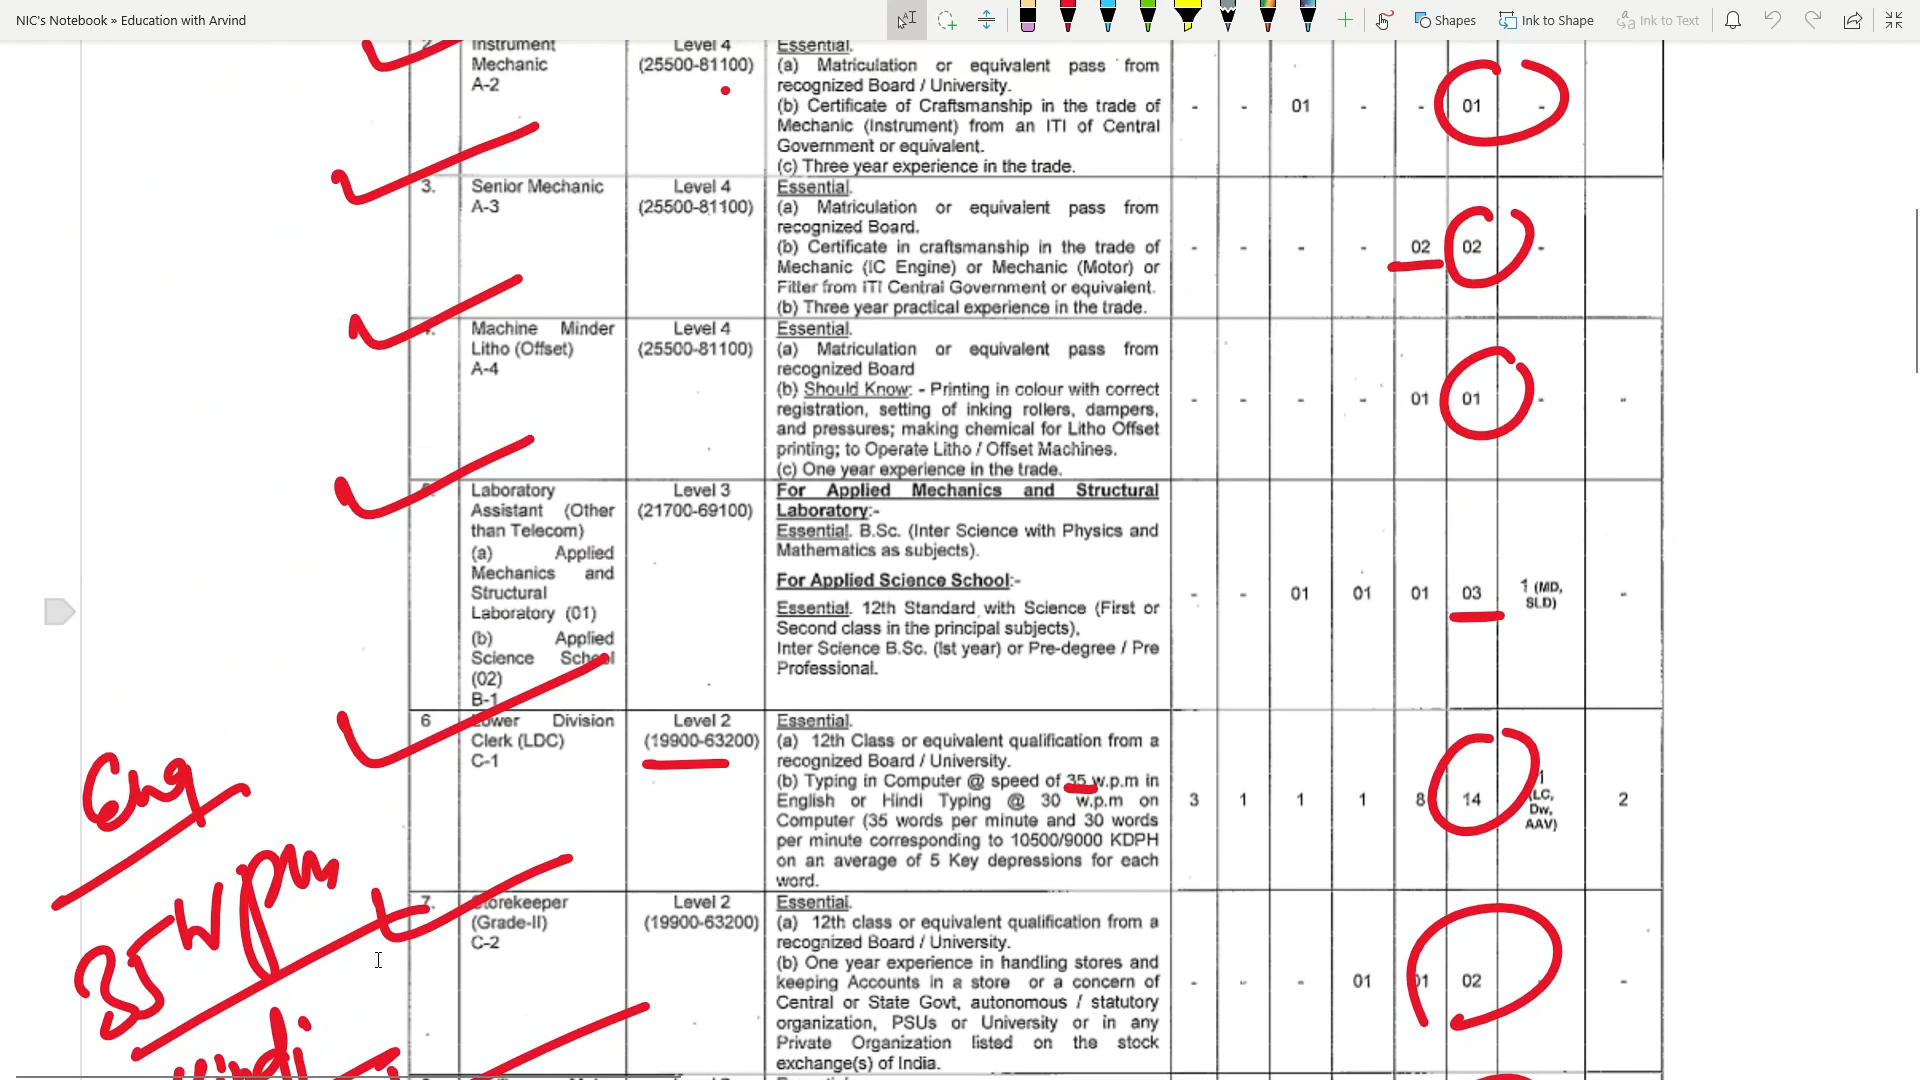 NIC's Notebook » Education with Arvind
Shapes
Ink to Shape
Ink to Text
2
Instrument
Mechanic
A-2
Level 4
(25500-81100)
Essential.
(a) Matriculation or equivalent pass from
recognized Board / University.
(b) Certificate of Craftsmanship in the trade of
Mechanic (Instrument) from an ITI of Central
Government or equivalent.
(c) Three year experience in the trade.
- - 01 - - 01 -
3.
Senior Mechanic
A-3
Level 4
(25500-81100)
Essential.
(a) Matriculation or equivalent pass from
recognized Board.
(b) Certificate in craftsmanship in the trade of
Mechanic (IC Engine) or Mechanic (Motor) or
Fitter from ITI Central Government or equivalent.
(b) Three year practical experience in the trade.
- - - - 02 02 -
4.
Machine Minder
Litho (Offset)
A-4
Level 4
(25500-81100)
Essential.
(a) Matriculation or equivalent pass from
recognized Board
(b) Should Know: - Printing in colour with correct
registration, setting of inking rollers, dampers,
and pressures; making chemical for Litho Offset
printing; to Operate Litho / Offset Machines.
(c) One year experience in the trade.
- - - - 01 01 - -
Laboratory
Assistant (Other
than Telecom)
(a) Applied
Mechanics and
Structural
Laboratory (01)
(b) Applied
Science School
(02)
B-1
Level 3
(21700-69100)
For Applied Mechanics and Structural
Laboratory:-
Essential. B.Sc. (Inter Science with Physics and
Mathematics as subjects).
For Applied Science School:-
Essential. 12th Standard with Science (First or
Second class in the principal subjects),
Inter Science B.Sc. (Ist year) or Pre-degree / Pre
Professional.
- - 01 01 01 03 1 (MD, -
SLD)
6
Lower Division
Clerk (LDC)
C-1
Level 2
(19900-63200)
Essential.
(a) 12th Class or equivalent qualification from a
recognized Board / University.
(b) Typing in Computer @ speed of 35 w.p.m in
English or Hindi Typing @ 30 w.p.m on
Computer (35 words per minute and 30 words
per minute corresponding to 10500/9000 KDPH
on an average of 5 Key depressions for each
word.
3 1 1 1 8 14
1
(LC,
Dw,
AAV)
2
7.
Storekeeper
(Grade-II)
C-2
Level 2
(19900-63200)
Essential.
(a) 12th class or equivalent qualification from a
recognized Board / University.
(b) One year experience in handling stores and
keeping Accounts in a store or a concern of
Central or State Govt, autonomous / statutory
organization, PSUs or University or in any
Private Organization listed on the stock
exchange(s) of India.
- - - 01 01 02 -
Eng
35 wpm
Hindi